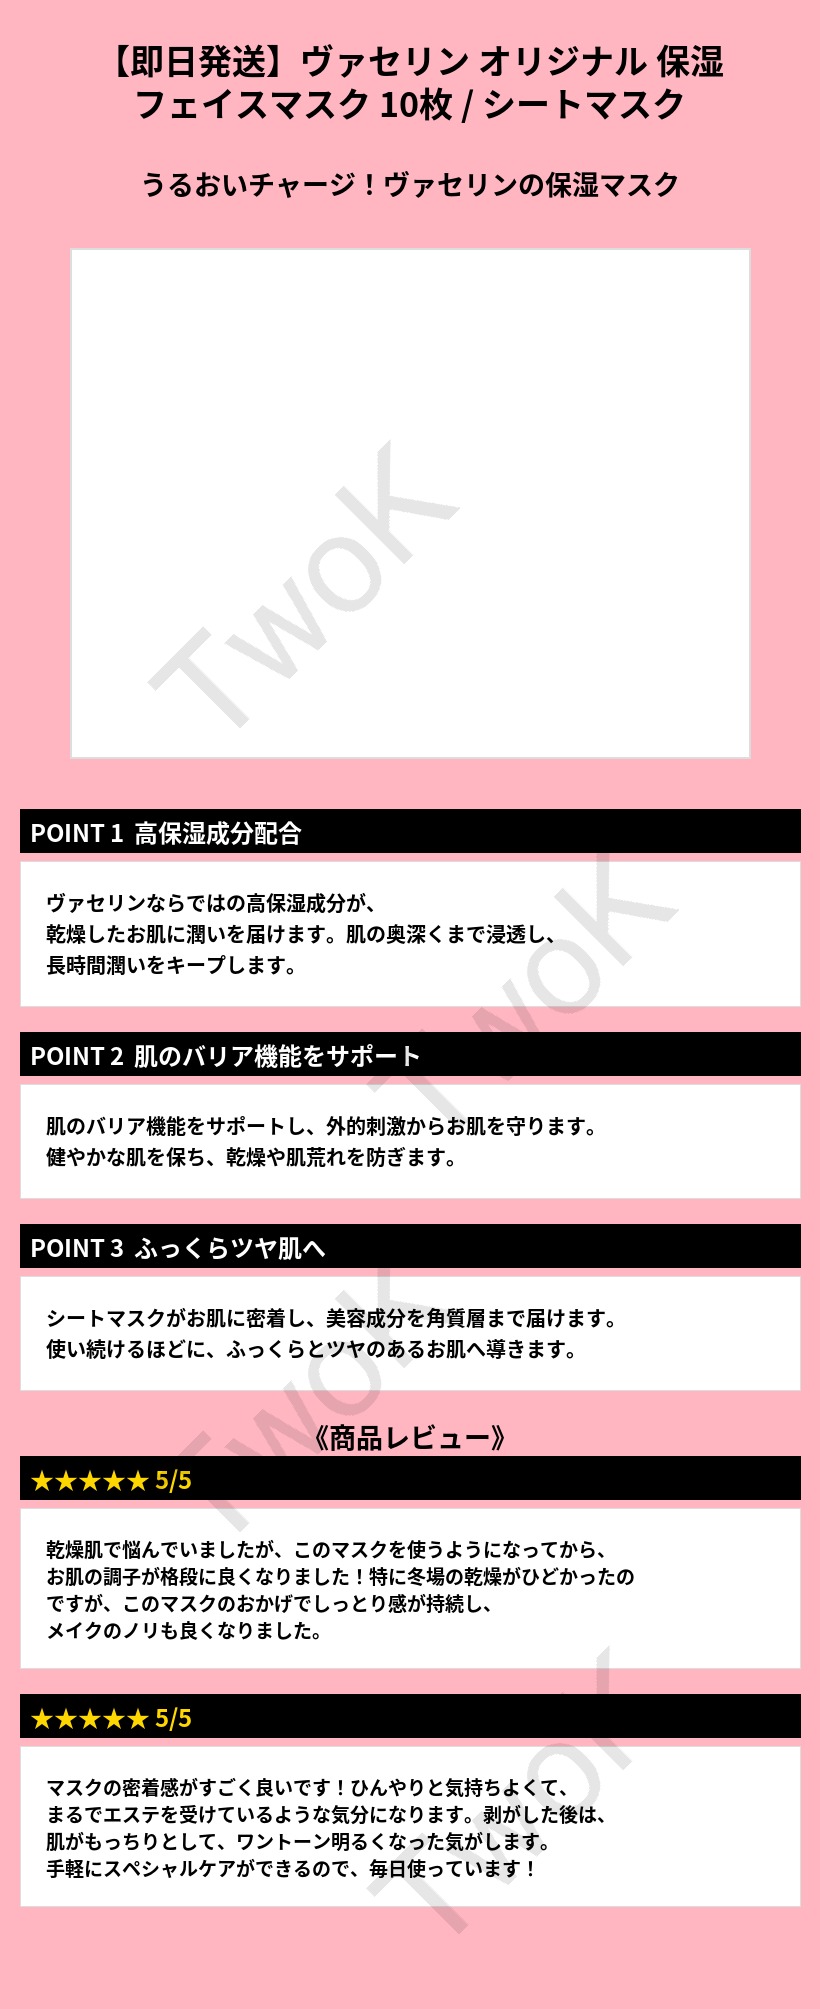 【即日発送】ヴァセリン オリジナル 保湿
フェイスマスク 10枚 / シートマスク
うるおいチャージ！ヴァセリンの保湿マスク
TwoK
POINT 1 高保湿成分配合
ヴァセリンならではの高保湿成分が、
乾燥したお肌に潤いを届けます。肌の奥深くまで浸透し、
長時間潤いをキープします。
TwoK
POINT 2 肌のバリア機能をサポート
肌のバリア機能をサポートし、外的刺激からお肌を守ります。
健やかな肌を保ち、乾燥や肌荒れを防ぎます。
POINT 3 ふっくらツヤ肌へ
シートマスクがお肌に密着し、美容成分を角質層まで届けます。
使い続けるほどに、ふっくらとツヤのあるお肌へ導きます。
TwoK
《商品レビュー》
★★★★★ 5/5
乾燥肌で悩んでいましたが、このマスクを使うようになってから、
お肌の調子が格段に良くなりました！特に冬場の乾燥がひどかったの
ですが、このマスクのおかげでしっとり感が持続し、
メイクのノリも良くなりました。
★★★★★ 5/5
マスクの密着感がすごく良いです！ひんやりと気持ちよくて、
まるでエステを受けているような気分になります。剥がした後は、
肌がもっちりとして、ワントーン明るくなった気がします。
手軽にスペシャルケアができるので、毎日使っています！
TwoK